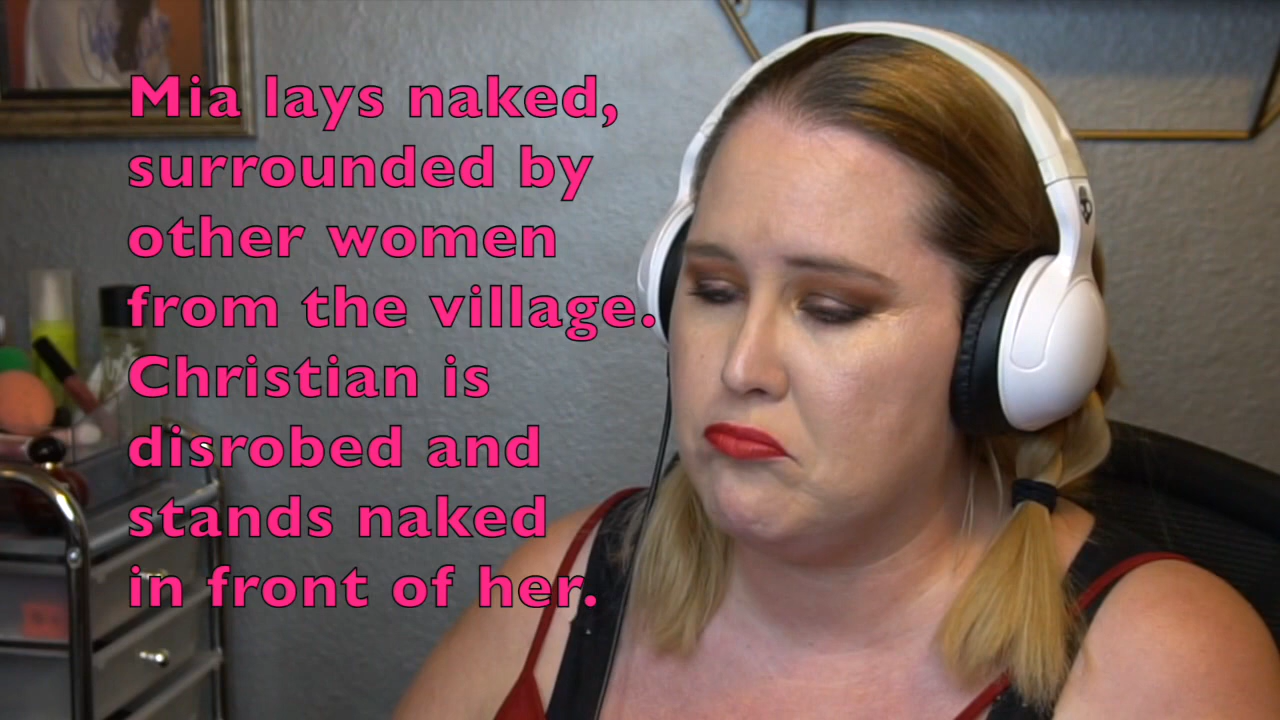 Mia lays naked,
surrounded by
other women
from the village.
Christian is
disrobed and
stands naked
in front of her.